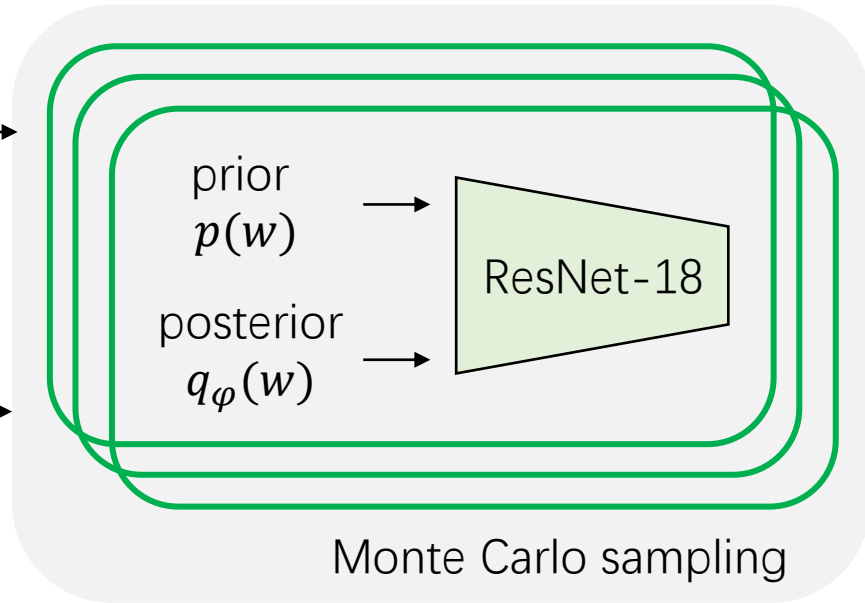 prior
p(w)
posterior
qφ(w)
ResNet-18
Monte Carlo sampling